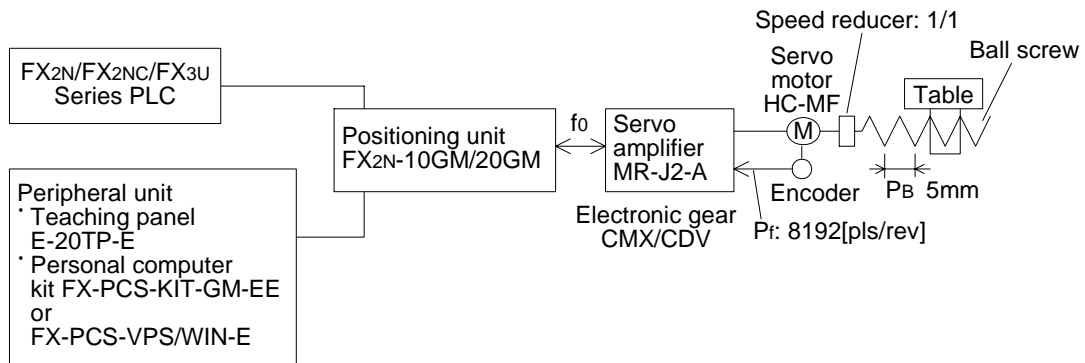 FX2N/FX2NC/FX3U
Series PLC
Peripheral unit
· Teaching panel
E-20TP-E
· Personal computer
kit FX-PCS-KIT-GM-EE
or
FX-PCS-VPS/WIN-E
Positioning unit
FX2N-10GM/20GM
f0
Servo
amplifier
MR-J2-A
Electronic gear
CMX/CDV
Speed reducer: 1/1
Servo
motor
HC-MF
M
Encoder
Pf: 8192[pls/rev]
Ball screw
Table
PB 5mm